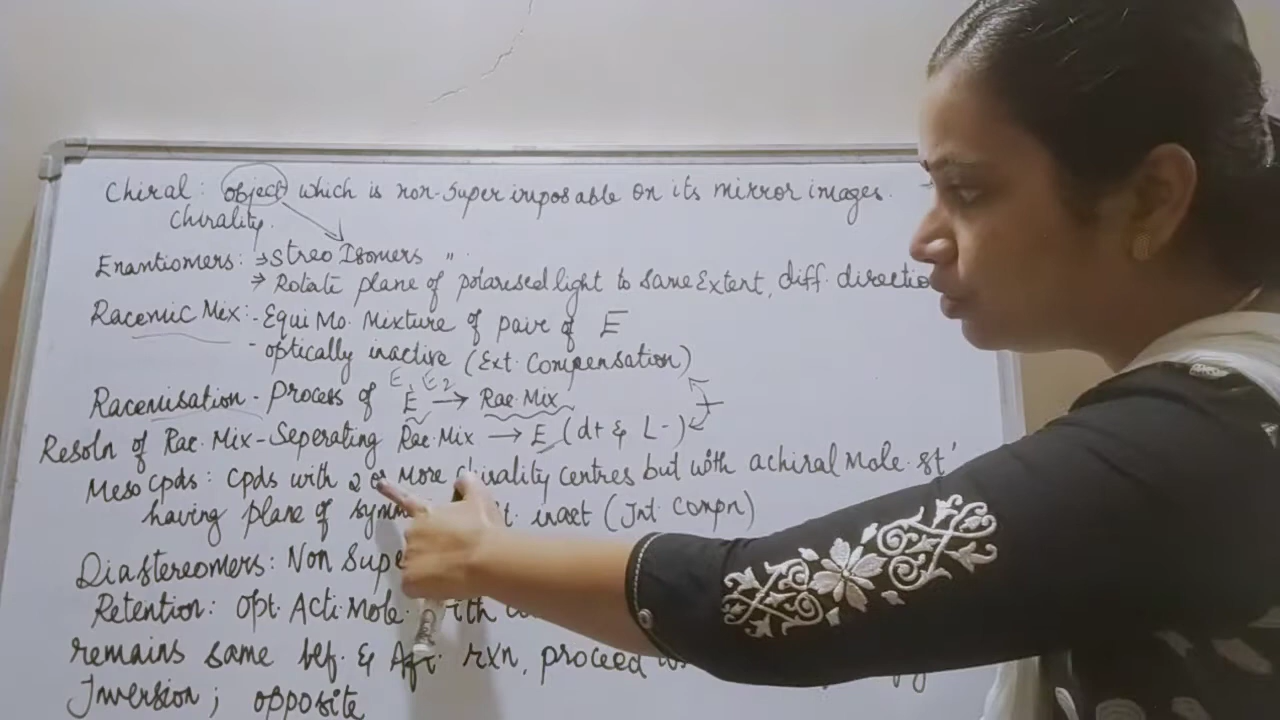 Chiral: object which is non-Super imposable on its mirror images.
Chirality.
Enantiomers: → Streo Isomers "
→ Rotate plane of polarised light to same Extent, diff. directio
Racemic Mix: - Equi Mo. Mixture of pair of E
- optically inactive (Ext. Compensation)
E1 E2
Racemisation - Process of E → Rac. Mix
Resoln of Rac. Mix - Seperating Rac. Mix → E (d+ & L-)
Meso Cpds: Cpds with 2 or More chirality centres but with achiral Mole. st'
having plane of inact (Int. Compn)
Diastereomers: Non Supe
Retention: Opt. Acti. Mole.
remains same bef. & Aft. rxn, proceed
Inversion; opposite